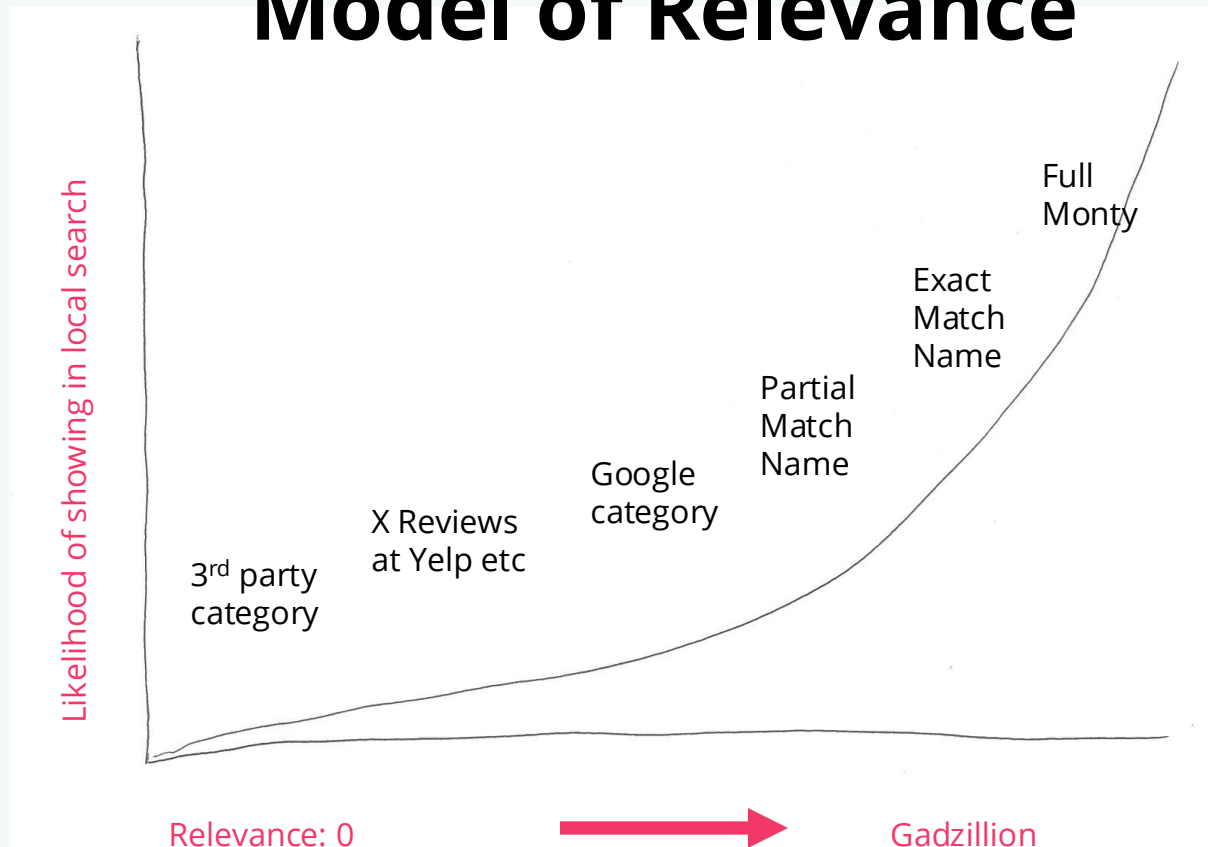 Model of Relevance
Likelihood of showing in local search
3rd party
category
X Reviews
at Yelp etc
Google
category
Partial
Match
Name
Exact
Match
Name
Full
Monty
Relevance: 0
Gadzillion